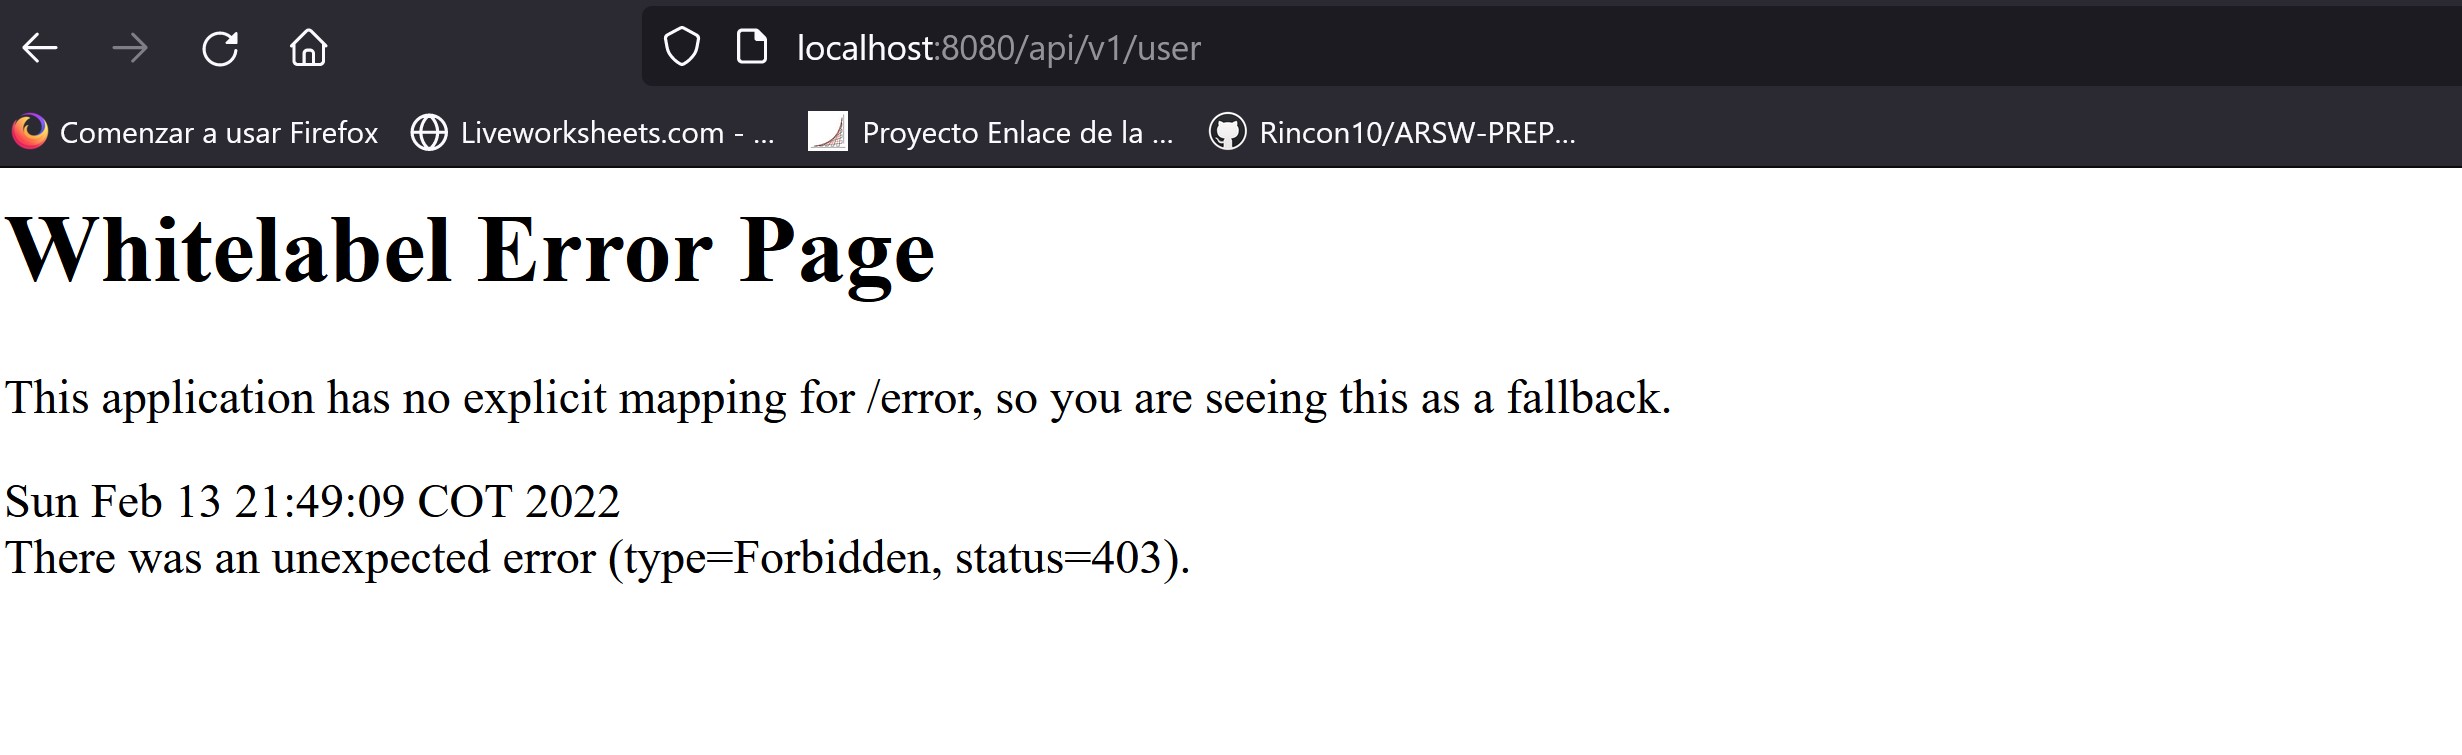 localhost:8080/api/v1/user
Comenzar a usar Firefox Liveworksheets.com - ... Proyecto Enlace de la ... Rincon10/ARSW-PREP...
Whitelabel Error Page
This application has no explicit mapping for /error, so you are seeing this as a fallback.
Sun Feb 13 21:49:09 COT 2022
There was an unexpected error (type=Forbidden, status=403).